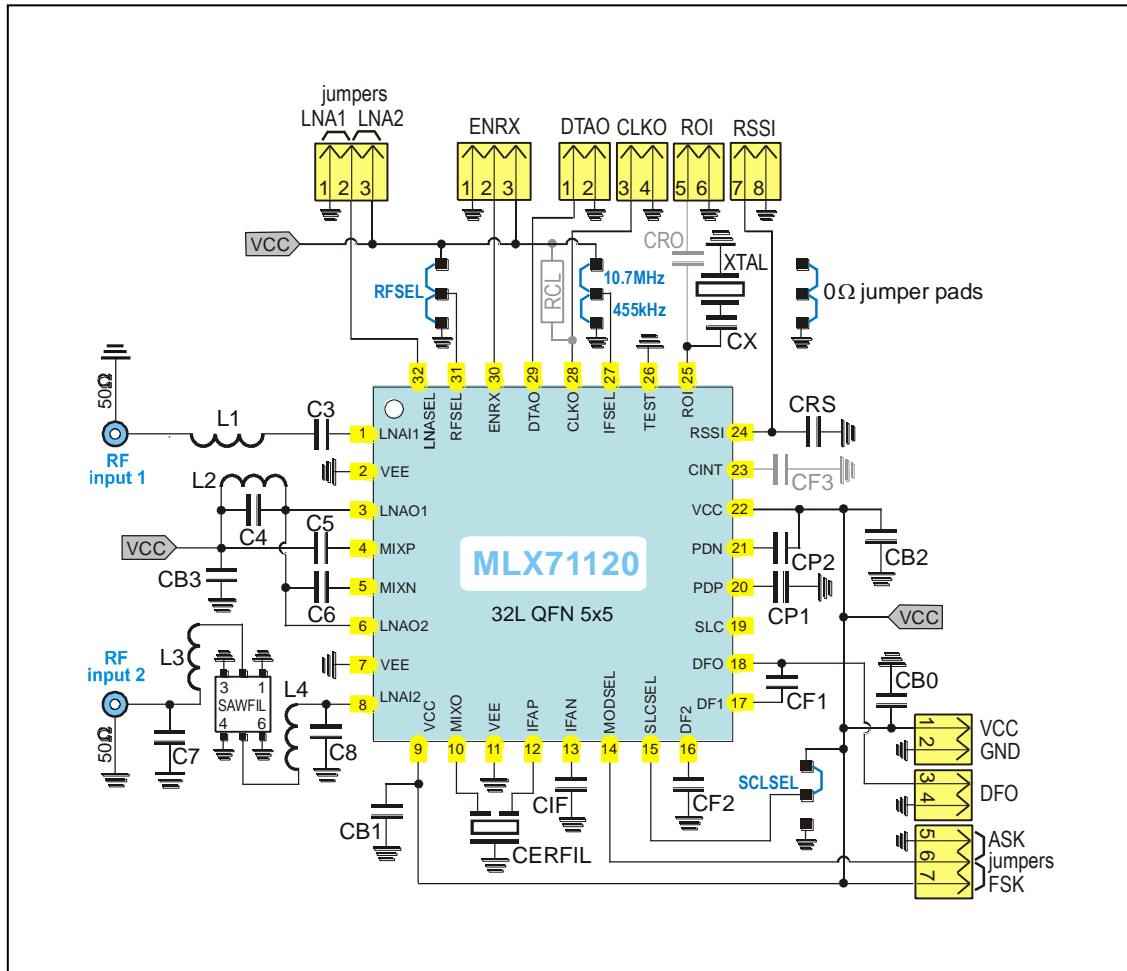 jumpers
LNA1 LNA2
ENRX
DTAO CLKO ROI RSSI
1 2 3
1 2 3
1 2 3 4 5 6 7 8
VCC
RFSEL
RCL
10.7MHz
455kHz
CRO
XTAL
CX
0Ω jumper pads
32 31 30 29 28 27 26 25
LNASEL RFSEL ENRX DTAO CLKO IFSEL TEST ROI
50Ω
RF
input 1
L1
C3
1 LNAI1
2 VEE
L2
C4
3 LNAO1
VCC
C5
4 MIXP
CB3
C6
5 MIXN
6 LNAO2
7 VEE
L3
RF
input 2
50Ω
C7
3 1
SAWFIL
4 6
L4
C8
8 LNAI2
MLX71120
32L QFN 5x5
RSSI 24
CRS
CINT 23
CF3
VCC 22
CB2
PDN 21
CP2
PDP 20
CP1
SLC 19
VCC
DFO 18
DF1 17
CF1
CB0
VCC MIXO VEE IFAP IFAN MODSEL SLCSEL DF2
9 10 11 12 13 14 15 16
CB1
CERFIL
CIF
CF2
SCLSEL
1 VCC
2 GND
3
4
DFO
5 ASK
6 jumpers
7 FSK